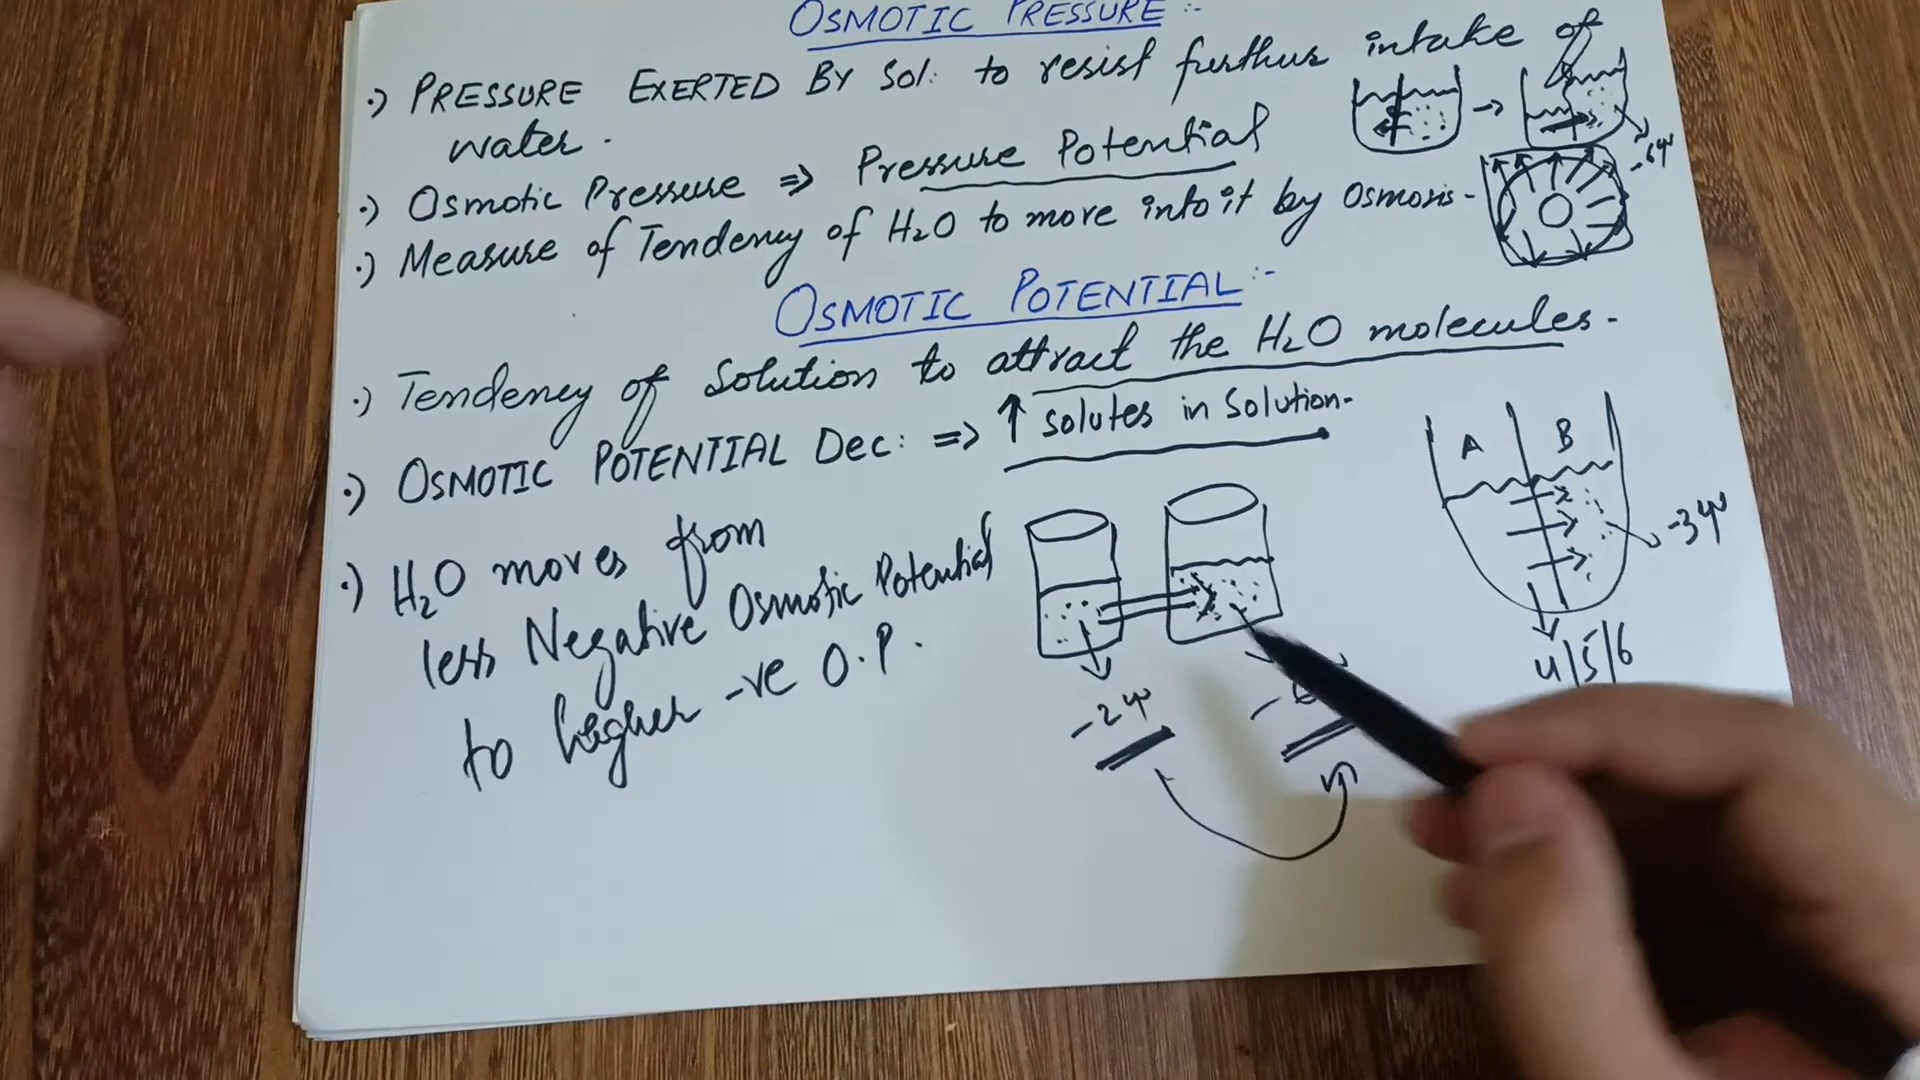 OSMOTIC PRESSURE :-
·) PRESSURE EXERTED BY Sol: to resist further intake of
water.
·) Osmotic Pressure ⇒ Pressure Potential
·) Measure of Tendency of H₂O to move into it by Osmosis-
OSMOTIC POTENTIAL :-
·) Tendency of Solution to attract the H₂O molecules.
·) OSMOTIC POTENTIAL Dec: ⇒ ↑ solutes in Solution.
A B
-3ψ
·) H₂O moves from
less Negative Osmotic Potential
to higher -ve O.P.
4/5/6
-2ψ